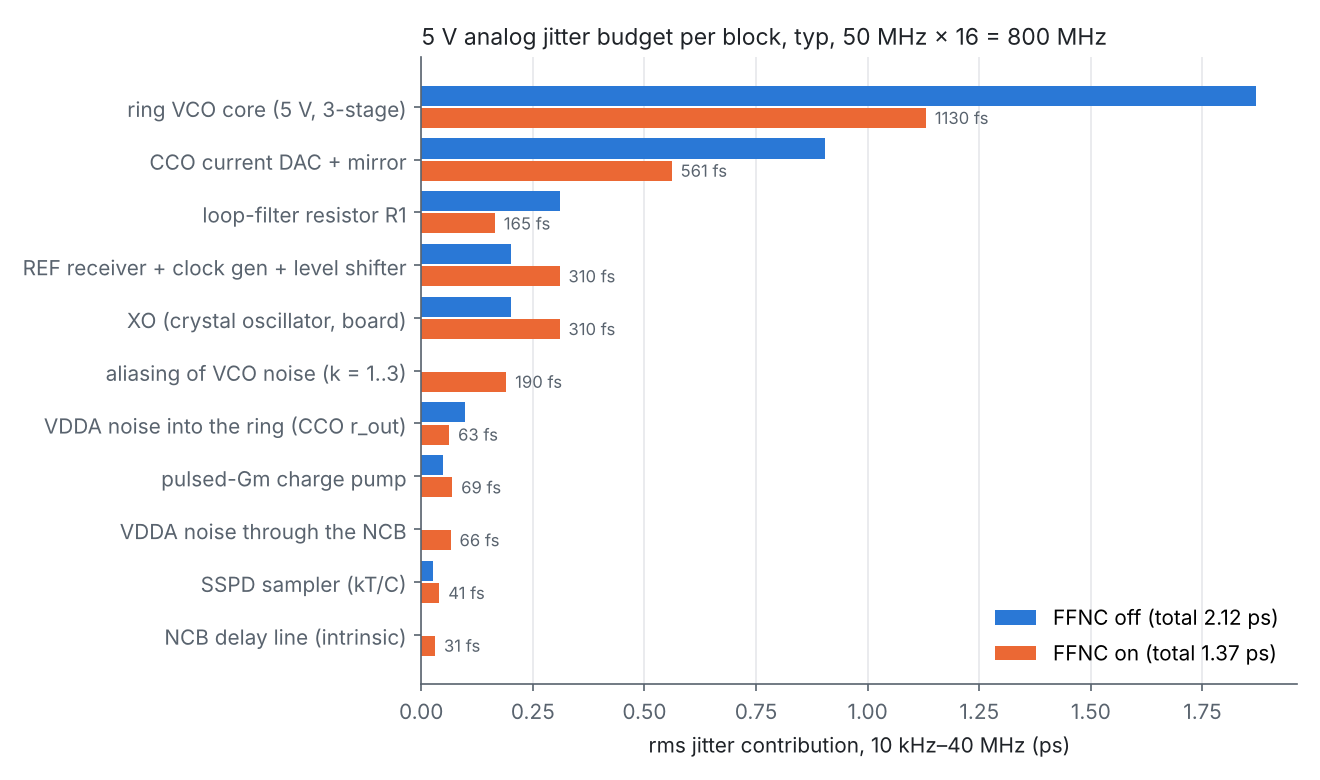 5 V analog jitter budget per block, typ, 50 MHz × 16 = 800 MHz
ring VCO core (5 V, 3-stage)
1130 fs
CCO current DAC + mirror
561 fs
loop-filter resistor R1
165 fs
REF receiver + clock gen + level shifter
310 fs
XO (crystal oscillator, board)
310 fs
aliasing of VCO noise (k = 1..3)
190 fs
VDDA noise into the ring (CCO r_out)
63 fs
pulsed-Gm charge pump
69 fs
VDDA noise through the NCB
66 fs
SSPD sampler (kT/C)
41 fs
NCB delay line (intrinsic)
31 fs
FFNC off (total 2.12 ps)
FFNC on (total 1.37 ps)
0.00 0.25 0.50 0.75 1.00 1.25 1.50 1.75
rms jitter contribution, 10 kHz–40 MHz (ps)